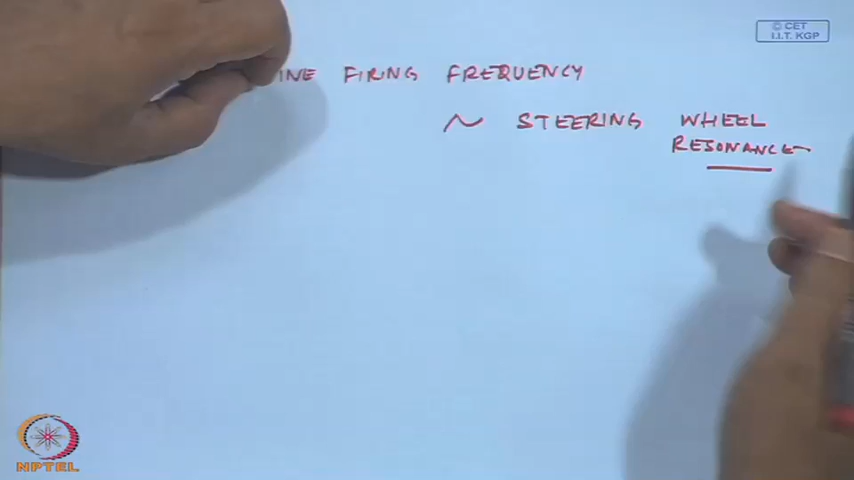 © CET
I.I.T. KGP
INE FIRING FREQUENCY
~ STEERING WHEEL
RESONANCE
NPTEL